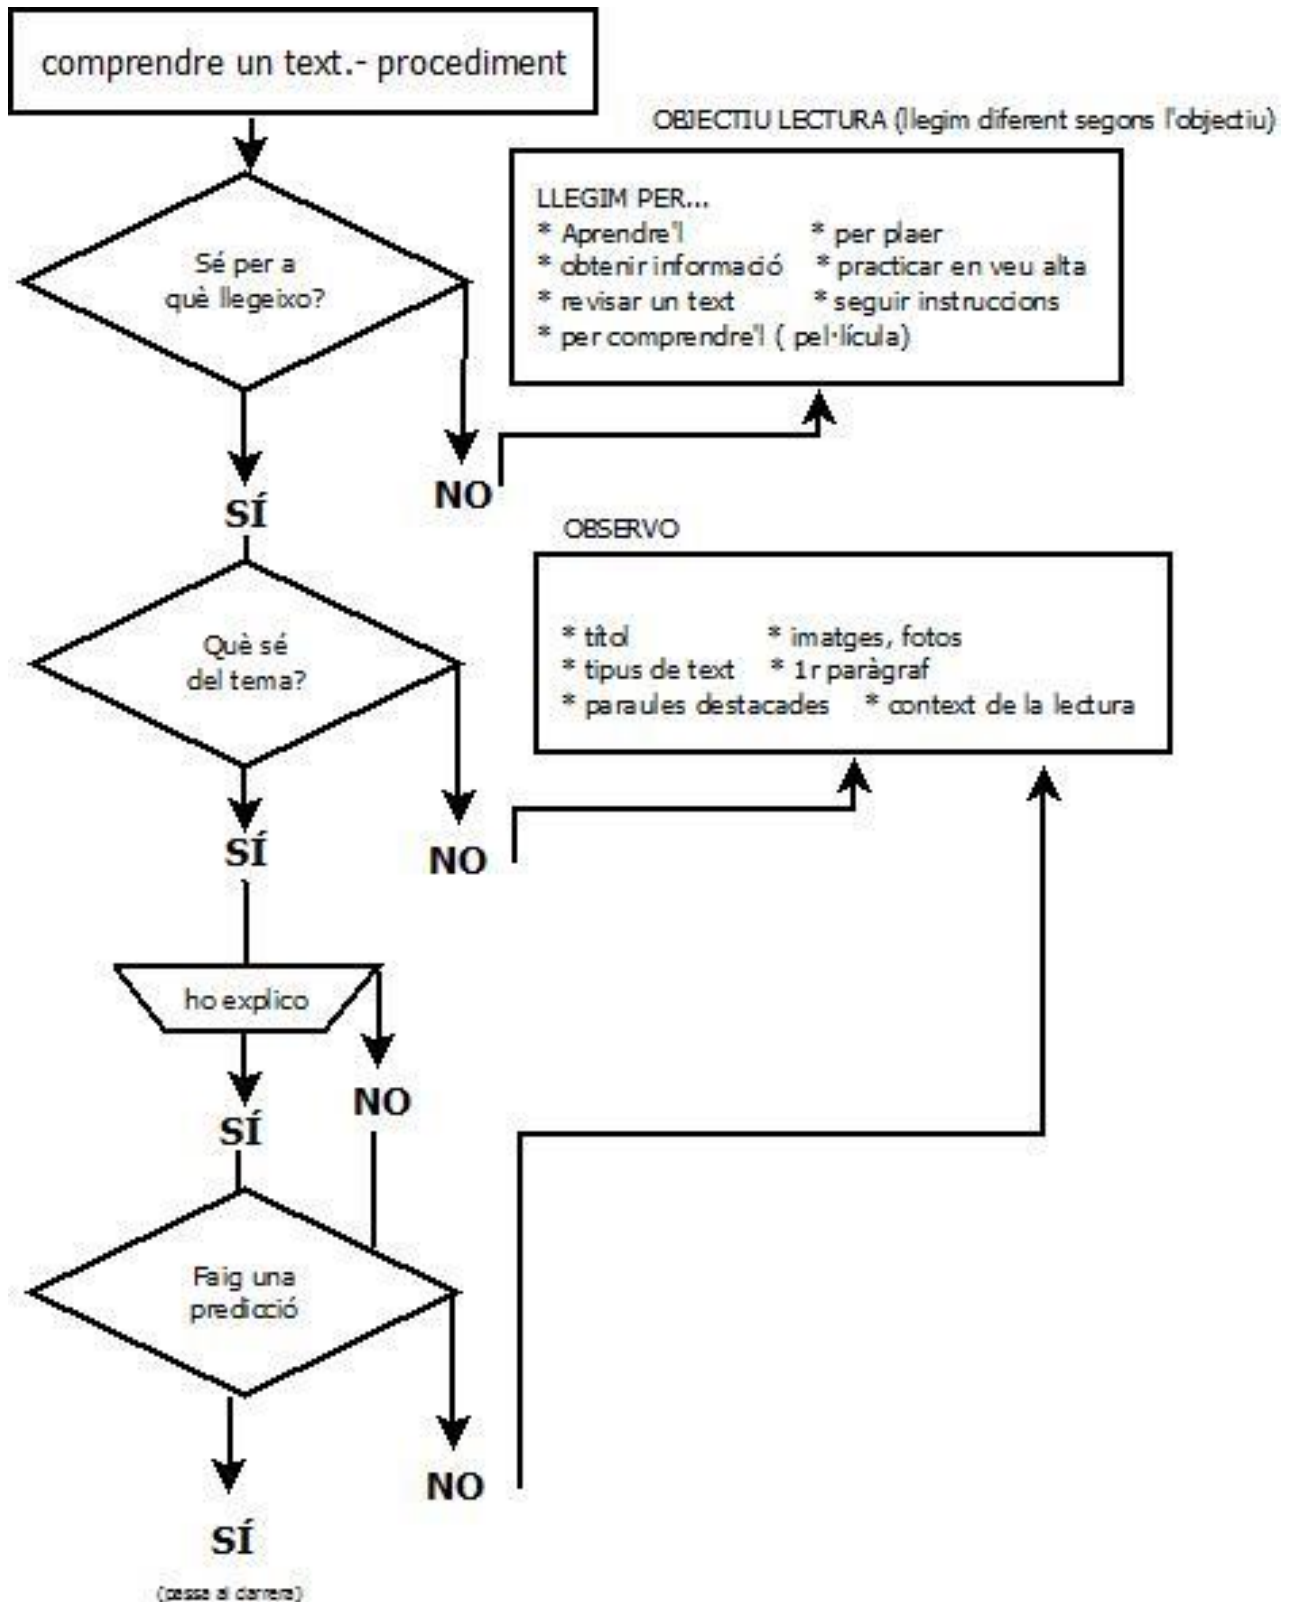 comprendre un text.- procediment
OBJECTIU LECTURA (llegim diferent segons l'objectiu)
LLEGIM PER...
* Aprendre'l * per plaer
* obtenir informació * practicar en veu alta
* revisar un text * seguir instruccions
* per comprendre'l ( pel·lícula)
Sé per a
què llegeixo?
NO
SÍ
OBSERVO
* títol * imatges, fotos
* tipus de text * 1r paràgraf
* paraules destacades * context de la lectura
Què sé
del tema?
SÍ
NO
ho explico
NO
SÍ
Faig una
predicció
NO
SÍ
(passa al darrera)